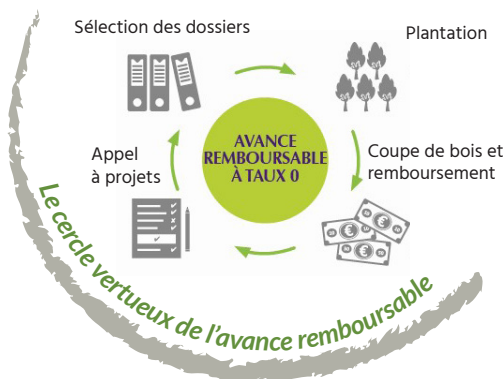 Sélection des dossiers
Plantation
AVANCE
REMBOURSABLE
À TAUX 0
Appel
à projets
Coupe de bois et
remboursement
Le cercle vertueux de l'avance remboursable